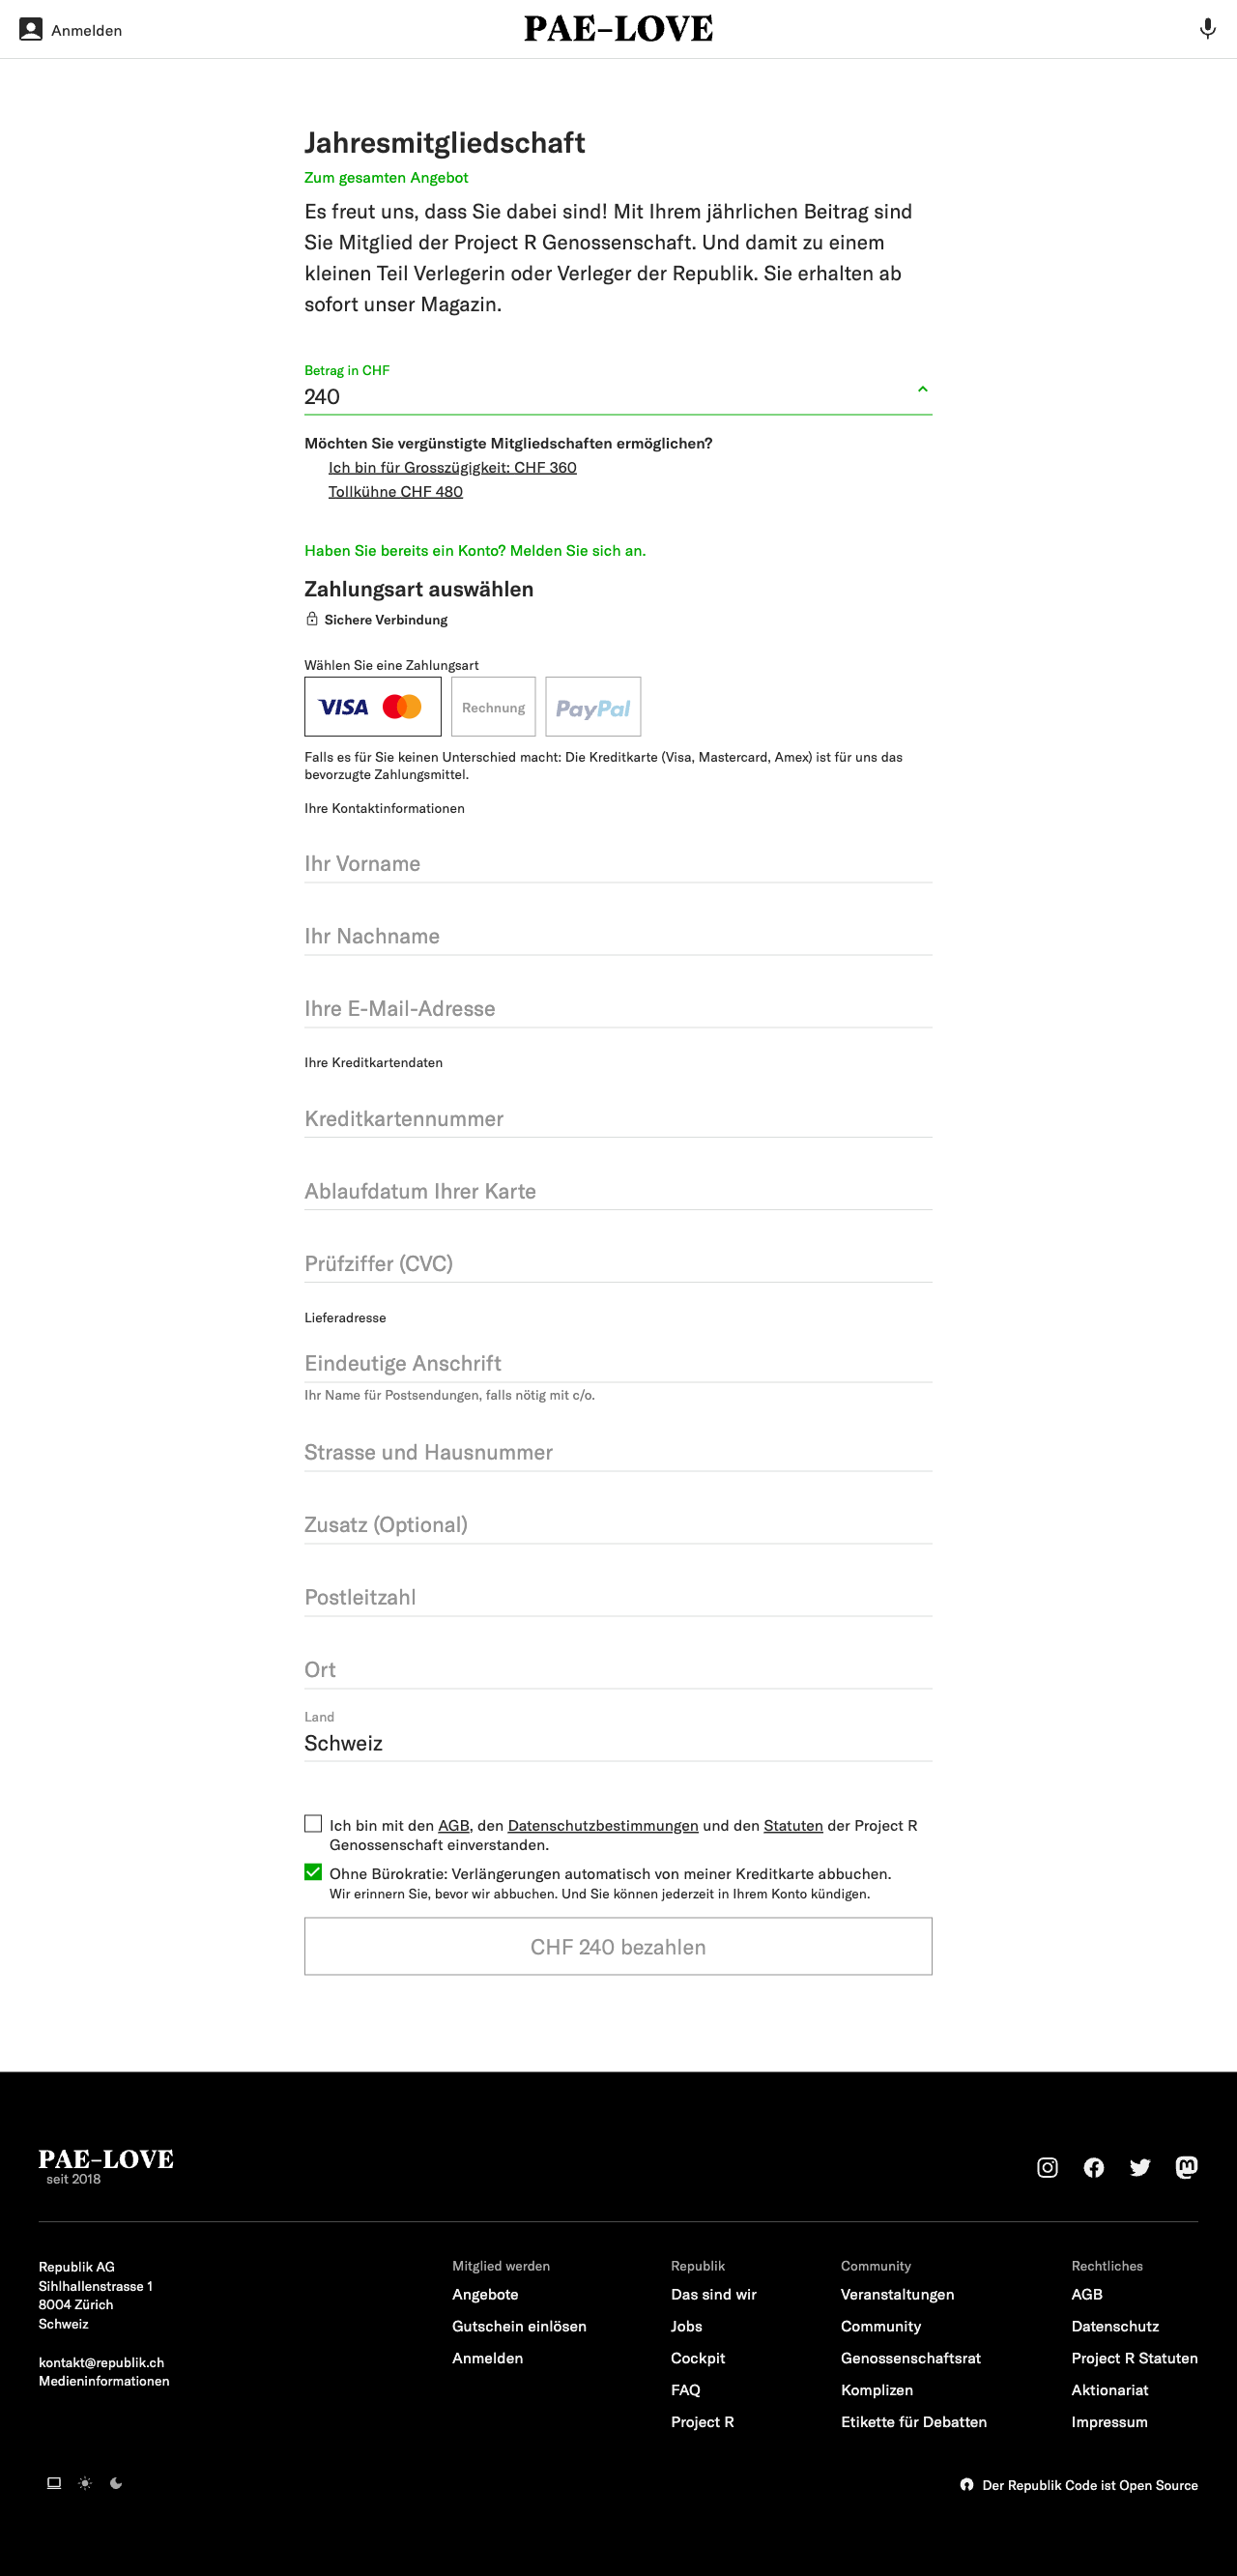 Anmelden
PAE-LOVE
Jahresmitgliedschaft
Zum gesamten Angebot
Es freut uns, dass Sie dabei sind! Mit Ihrem jährlichen Beitrag sind
Sie Mitglied der Project R Genossenschaft. Und damit zu einem
kleinen Teil Verlegerin oder Verleger der Republik. Sie erhalten ab
sofort unser Magazin.
Betrag in CHF
240
Möchten Sie vergünstigte Mitgliedschaften ermöglichen?
Ich bin für Grosszügigkeit: CHF 360
Tollkühne CHF 480
Haben Sie bereits ein Konto? Melden Sie sich an.
Zahlungsart auswählen
Sichere Verbindung
Wählen Sie eine Zahlungsart
VISA Rechnung PayPal
Falls es für Sie keinen Unterschied macht: Die Kreditkarte (Visa, Mastercard, Amex) ist für uns das
bevorzugte Zahlungsmittel.
Ihre Kontaktinformationen
Ihr Vorname
Ihr Nachname
Ihre E-Mail-Adresse
Ihre Kreditkartendaten
Kreditkartennummer
Ablaufdatum Ihrer Karte
Prüfziffer (CVC)
Lieferadresse
Eindeutige Anschrift
Ihr Name für Postsendungen, falls nötig mit c/o.
Strasse und Hausnummer
Zusatz (Optional)
Postleitzahl
Ort
Land
Schweiz
Ich bin mit den AGB, den Datenschutzbestimmungen und den Statuten der Project R
Genossenschaft einverstanden.
Ohne Bürokratie: Verlängerungen automatisch von meiner Kreditkarte abbuchen.
Wir erinnern Sie, bevor wir abbuchen. Und Sie können jederzeit in Ihrem Konto kündigen.
CHF 240 bezahlen
PAE-LOVE
seit 2018
Republik AG
Sihlhallenstrasse 1
8004 Zürich
Schweiz
kontakt@republik.ch
Medieninformationen
Mitglied werden
Angebote
Gutschein einlösen
Anmelden
Republik
Das sind wir
Jobs
Cockpit
FAQ
Project R
Community
Veranstaltungen
Community
Genossenschaftsrat
Komplizen
Etikette für Debatten
Rechtliches
AGB
Datenschutz
Project R Statuten
Aktionariat
Impressum
Der Republik Code ist Open Source